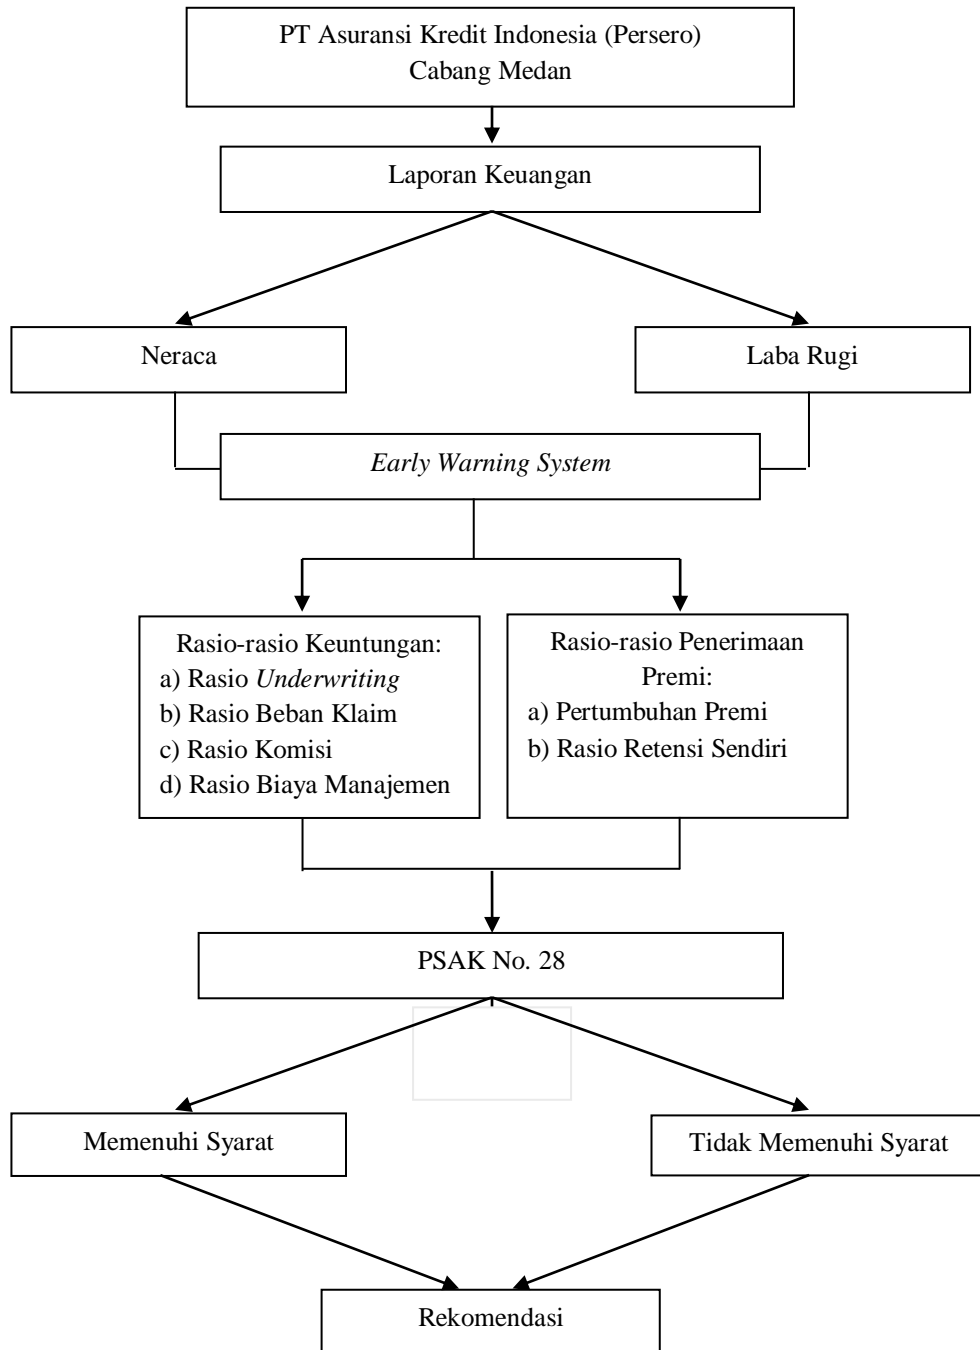 PT Asuransi Kredit Indonesia (Persero)
Cabang Medan
Laporan Keuangan
Neraca
Laba Rugi
Early Warning System
Rasio-rasio Keuntungan:
a) Rasio Underwriting
b) Rasio Beban Klaim
c) Rasio Komisi
d) Rasio Biaya Manajemen
Rasio-rasio Penerimaan
Premi:
a) Pertumbuhan Premi
b) Rasio Retensi Sendiri
PSAK No. 28
Memenuhi Syarat
Tidak Memenuhi Syarat
Rekomendasi